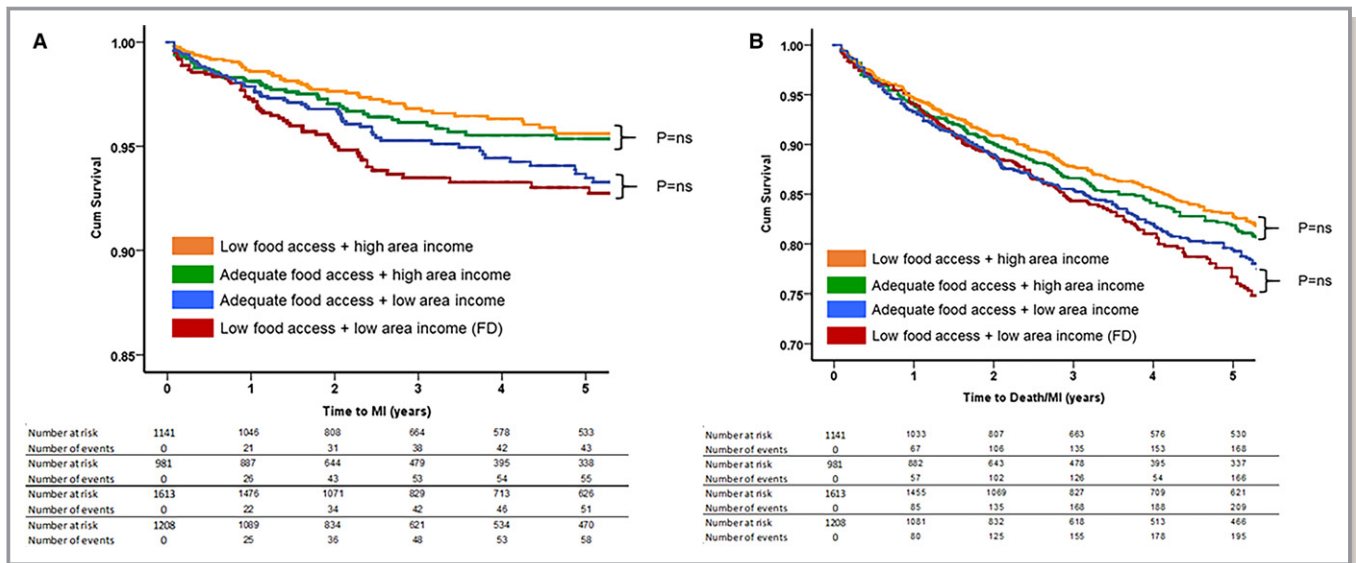 A
1.00
0.95
0.90
0.85
Cum Survival
P=ns
P=ns
Low food access + high area income
Adequate food access + high area income
Adequate food access + low area income
Low food access + low area income (FD)
0 1 2 3 4 5
Time to MI (years)
Number at risk 1141 1046 808 664 578 533
Number of events 0 21 31 38 42 43
Number at risk 981 887 644 479 395 338
Number of events 0 26 43 53 54 55
Number at risk 1613 1476 1071 829 713 626
Number of events 0 22 34 42 46 51
Number at risk 1208 1089 834 621 534 470
Number of events 0 25 36 48 53 58
B
1.00
0.95
0.90
0.85
0.80
0.75
0.70
Cum Survival
P=ns
P=ns
Low food access + high area income
Adequate food access + high area income
Adequate food access + low area income
Low food access + low area income (FD)
0 1 2 3 4 5
Time to Death/MI (years)
Number at risk 1141 1033 807 663 576 530
Number of events 0 67 106 135 153 168
Number at risk 981 882 643 478 395 337
Number of events 0 57 102 126 54 166
Number at risk 1613 1455 1069 827 709 621
Number of events 0 85 135 168 188 209
Number at risk 1208 1081 832 618 513 466
Number of events 0 80 125 155 178 195